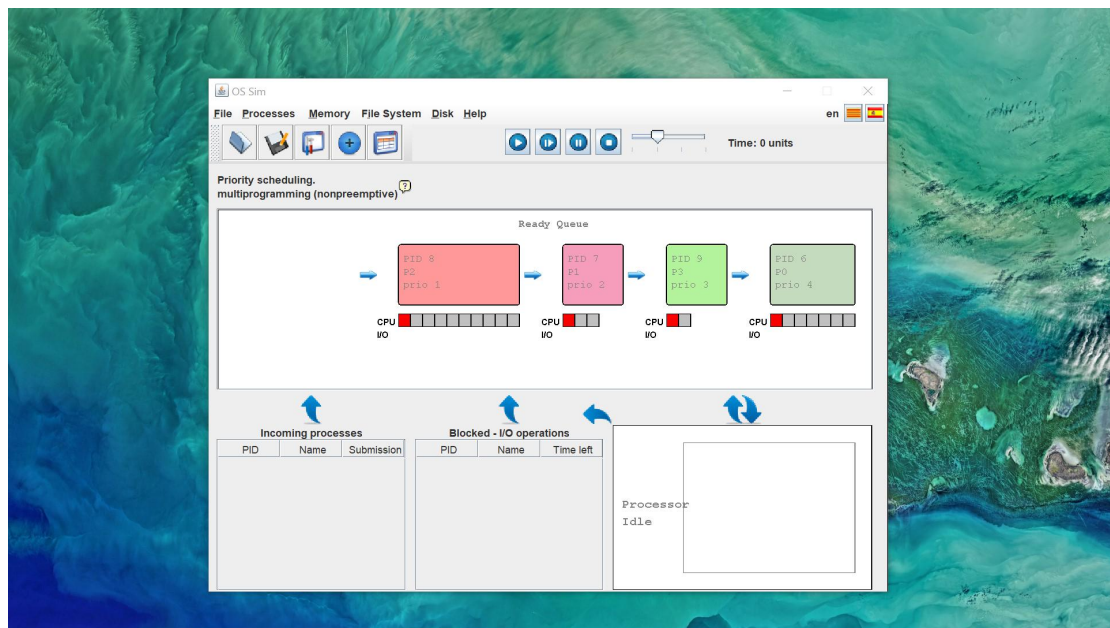 OS Sim
File Processes Memory File System Disk Help
en
Time: 0 units
Priority scheduling.
multiprogramming (nonpreemptive)
?
Ready Queue
PID 8
P2
prio 1
CPU
I/O
PID 7
P1
prio 2
CPU
I/O
PID 9
P3
prio 3
CPU
I/O
PID 6
P0
prio 4
CPU
I/O
Incoming processes
PID Name Submission
Blocked - I/O operations
PID Name Time left
Processor
Idle